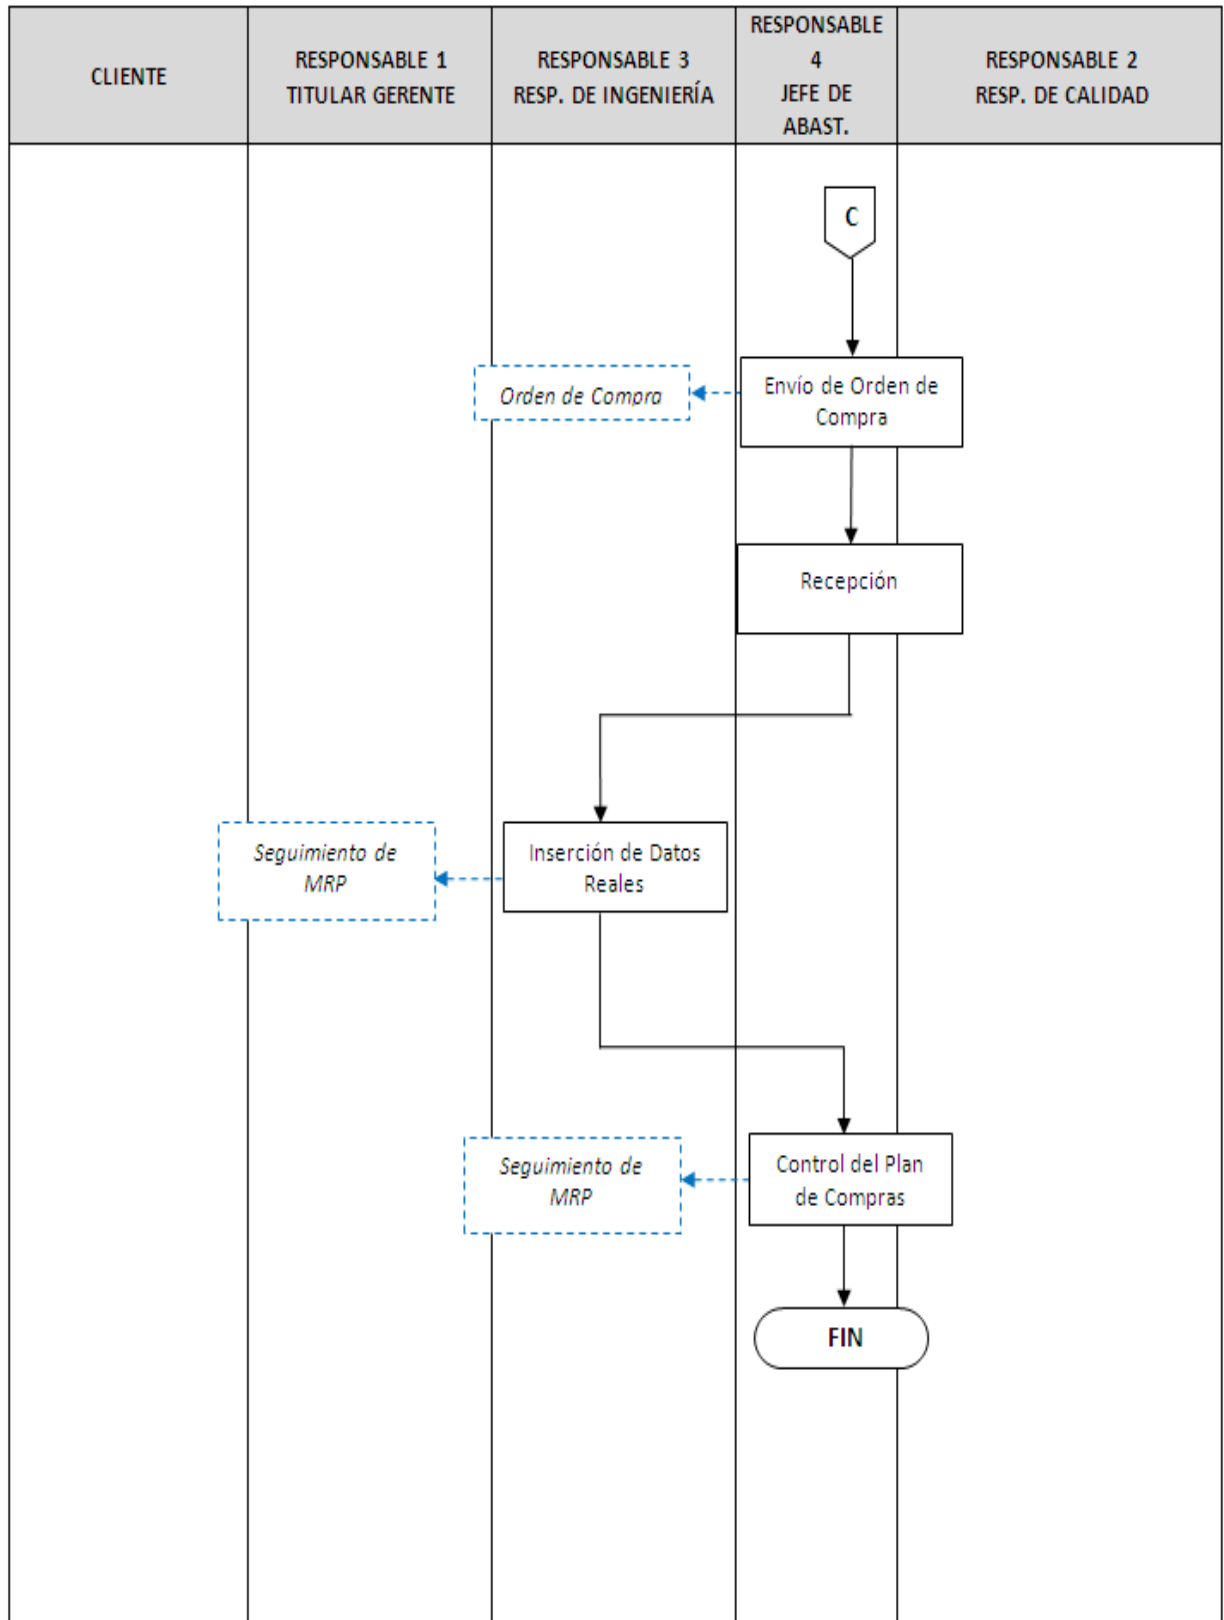 CLIENTE
RESPONSABLE 1
TITULAR GERENTE
RESPONSABLE 3
RESP. DE INGENIERÍA
RESPONSABLE
4
JEFE DE
ABAST.
RESPONSABLE 2
RESP. DE CALIDAD
C
Orden de Compra
Envío de Orden de
Compra
Recepción
Seguimiento de
MRP
Inserción de Datos
Reales
Seguimiento de
MRP
Control del Plan
de Compras
FIN